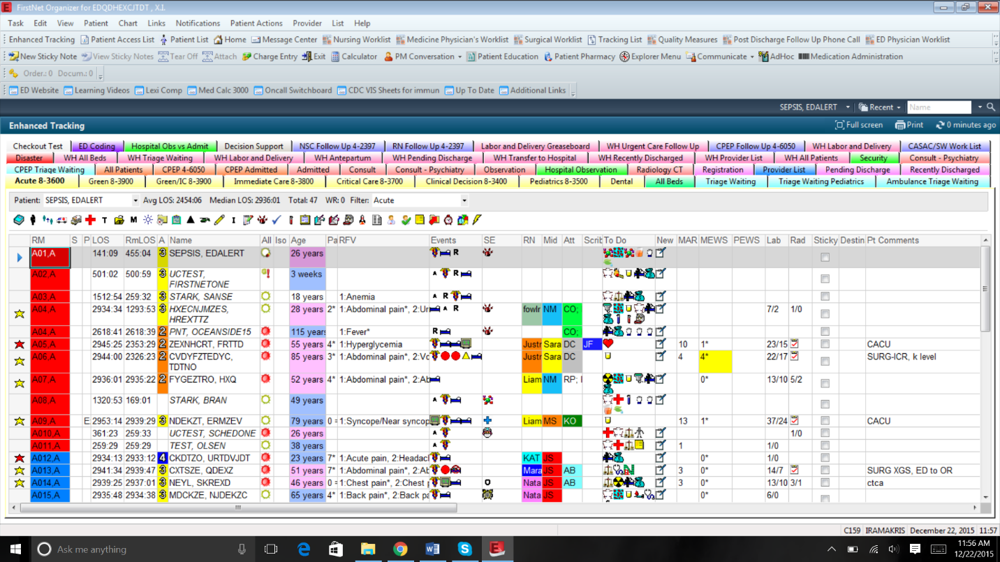 FirstNet Organizer for EDQDHEXCJTDT , X.I.
Task Edit View Patient Chart Links Notifications Patient Actions Provider List Help
Enhanced Tracking Patient Access List Patient List Home Message Center Nursing Worklist Medicine Physician's Worklist Surgical Worklist Tracking List Quality Measures Post Discharge Follow Up Phone Call ED Physician Worklist
New Sticky Note View Sticky Notes Tear Off Attach Charge Entry Exit Calculator PM Conversation Patient Education Patient Pharmacy Explorer Menu Communicate AdHoc Medication Administration
Order.: 0 Docum.: 0
ED Website Learning Videos Lexi Comp Med Calc 3000 Oncall Switchboard CDC VIS Sheets for immun Up To Date Additional Links
SEPSIS, EDALERT Recent Name
Enhanced Tracking Full screen Print 0 minutes ago
Checkout Test ED Coding Hospital Obs vs Admit Decision Support NSC Follow Up 4-2397 RN Follow Up 4-2397 Labor and Delivery Greaseboard WH Urgent Care Follow Up CPEP Follow Up 4-6050 WH Labor and Delivery CASAC/SW Work List
Disaster WH All Beds WH Triage Waiting WH Labor and Delivery WH Antepartum WH Pending Discharge WH Transfer to Hospital WH Recently Discharged WH Provider List WH All Patients Security Consult - Psychiatry
CPEP Triage Waiting All Patients CPEP 4-6050 CPEP Admitted Admitted Consult Consult - Psychiatry Observation Hospital Observation Radiology CT Registration Provider List Pending Discharge Recently Discharged
Acute 8-3600 Green 8-3900 Green/IC 8-3900 Immediate Care 8-3800 Critical Care 8-3700 Clinical Decision 8-3400 Pediatrics 8-3500 Dental All Beds Triage Waiting Triage Waiting Pediatrics Ambulance Triage Waiting
Patient: SEPSIS, EDALERT Avg LOS: 2454:06 Median LOS: 2936:01 Total: 47 WR: 0 Filter: Acute
T M I
RM S P LOS RmLOS A Name All Iso Age Pa RFV Events SE RN Mid Att Scrib To Do New MAR MEWS PEWS Lab Rad Sticky Destin Pt Comments
A01,A 141:09 455:04 3 SEPSIS, EDALERT 26 years R
A02,A 501:02 500:59 3 UCTEST, FIRSTNETONE 3 weeks A R
A03,A 1512:54 259:32 3 STARK, SANSE 18 years 1:Anemia A R
A04,A 2934:34 1293:53 3 HXECNJMZES, HREXTTZ 28 years 2* 1:Abdominal pain*, 2:Ur A R fowlr NM CO; 7/2 1/0
A04,A 2618:41 2618:39 2 PNT, OCEANSIDE15 115 years 1:Fever* R CO;
A05,A 2945:25 2353:29 2 ZEXNHCRT, FRTTD 55 years 4* 1:Hyperglycemia Justr Sara DC JF 10 1* 23/15 CACU
A06,A 2944:00 2326:23 2 CVDYFZTEDYC, TDTNO 85 years 3* 1:Abdominal pain*, 2:Vo Justr Sara DC 4 4* 22/17 SURG-ICR, k level
A07,A 2936:01 2935:22 2 FYGEZTRO, HXQ 52 years 4* 1:Abdominal pain*, 2:Ab Liam NM RP; 0* 13/10 5/2
A08,A 1320:53 169:01 STARK, BRAN 49 years A
A09,A E 2953:14 2939:29 3 NDEKZT, ERMZEV 79 years 0 = 1:Syncope/Near syncop Liam MS KO 13 1* 37/24 CACU
A010,A 361:23 259:33 UCTEST, SCHEDONE 26 years A 1/0
A011,A 259:29 259:29 TEST, OLSEN 38 years A 1 1/0
A012,A 2934:13 2933:12 4 CKDTZO, URTDVJDT 23 years 7* 1:Acute pain, 2:Headacl KAT JS 0* 1/0
A013,A 2941:34 2939:47 3 CXTSZE, QDEXZ 51 years 7* 1:Abdominal pain*, 2:Ab Mara JS AB 3 0* 14/7 SURG XGS, ED to OR
A014,A 2939:25 2937:01 3 NEYL, SKREXD 46 years 0 = 1:Chest pain*, 2:Chest p Nata JS AB 3 0* 13/10 3/1 ctca
A015,A 2935:48 2934:38 3 MDCKZE, NJDEKZC 65 years 4* 1:Back pain*, 2:Back pa Nata JS 0* 6/0
C159 IRAMAKRIS December 22, 2015 11:57
Ask me anything
11:56 AM
12/22/2015